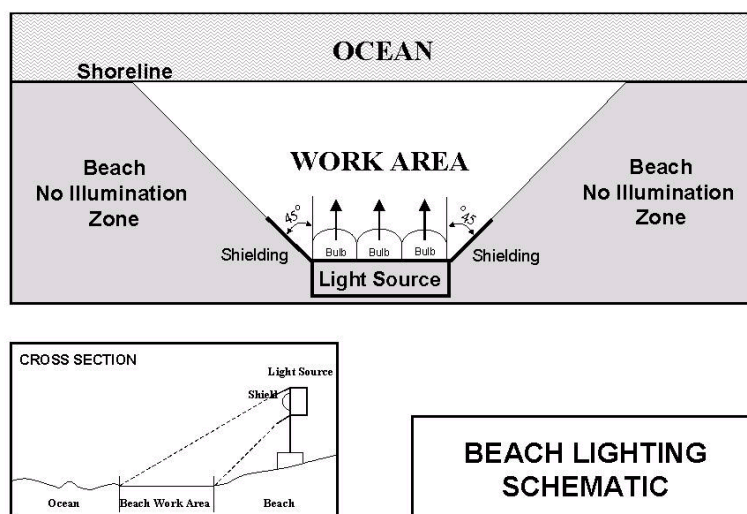 OCEAN
Shoreline
WORK AREA
Beach
No Illumination
Zone
Beach
No Illumination
Zone
45°
°45
Shielding
Bulb
Bulb
Bulb
Shielding
Light Source
CROSS SECTION
Light Source
Shield
Ocean
Beach Work Area
Beach
BEACH LIGHTING
SCHEMATIC